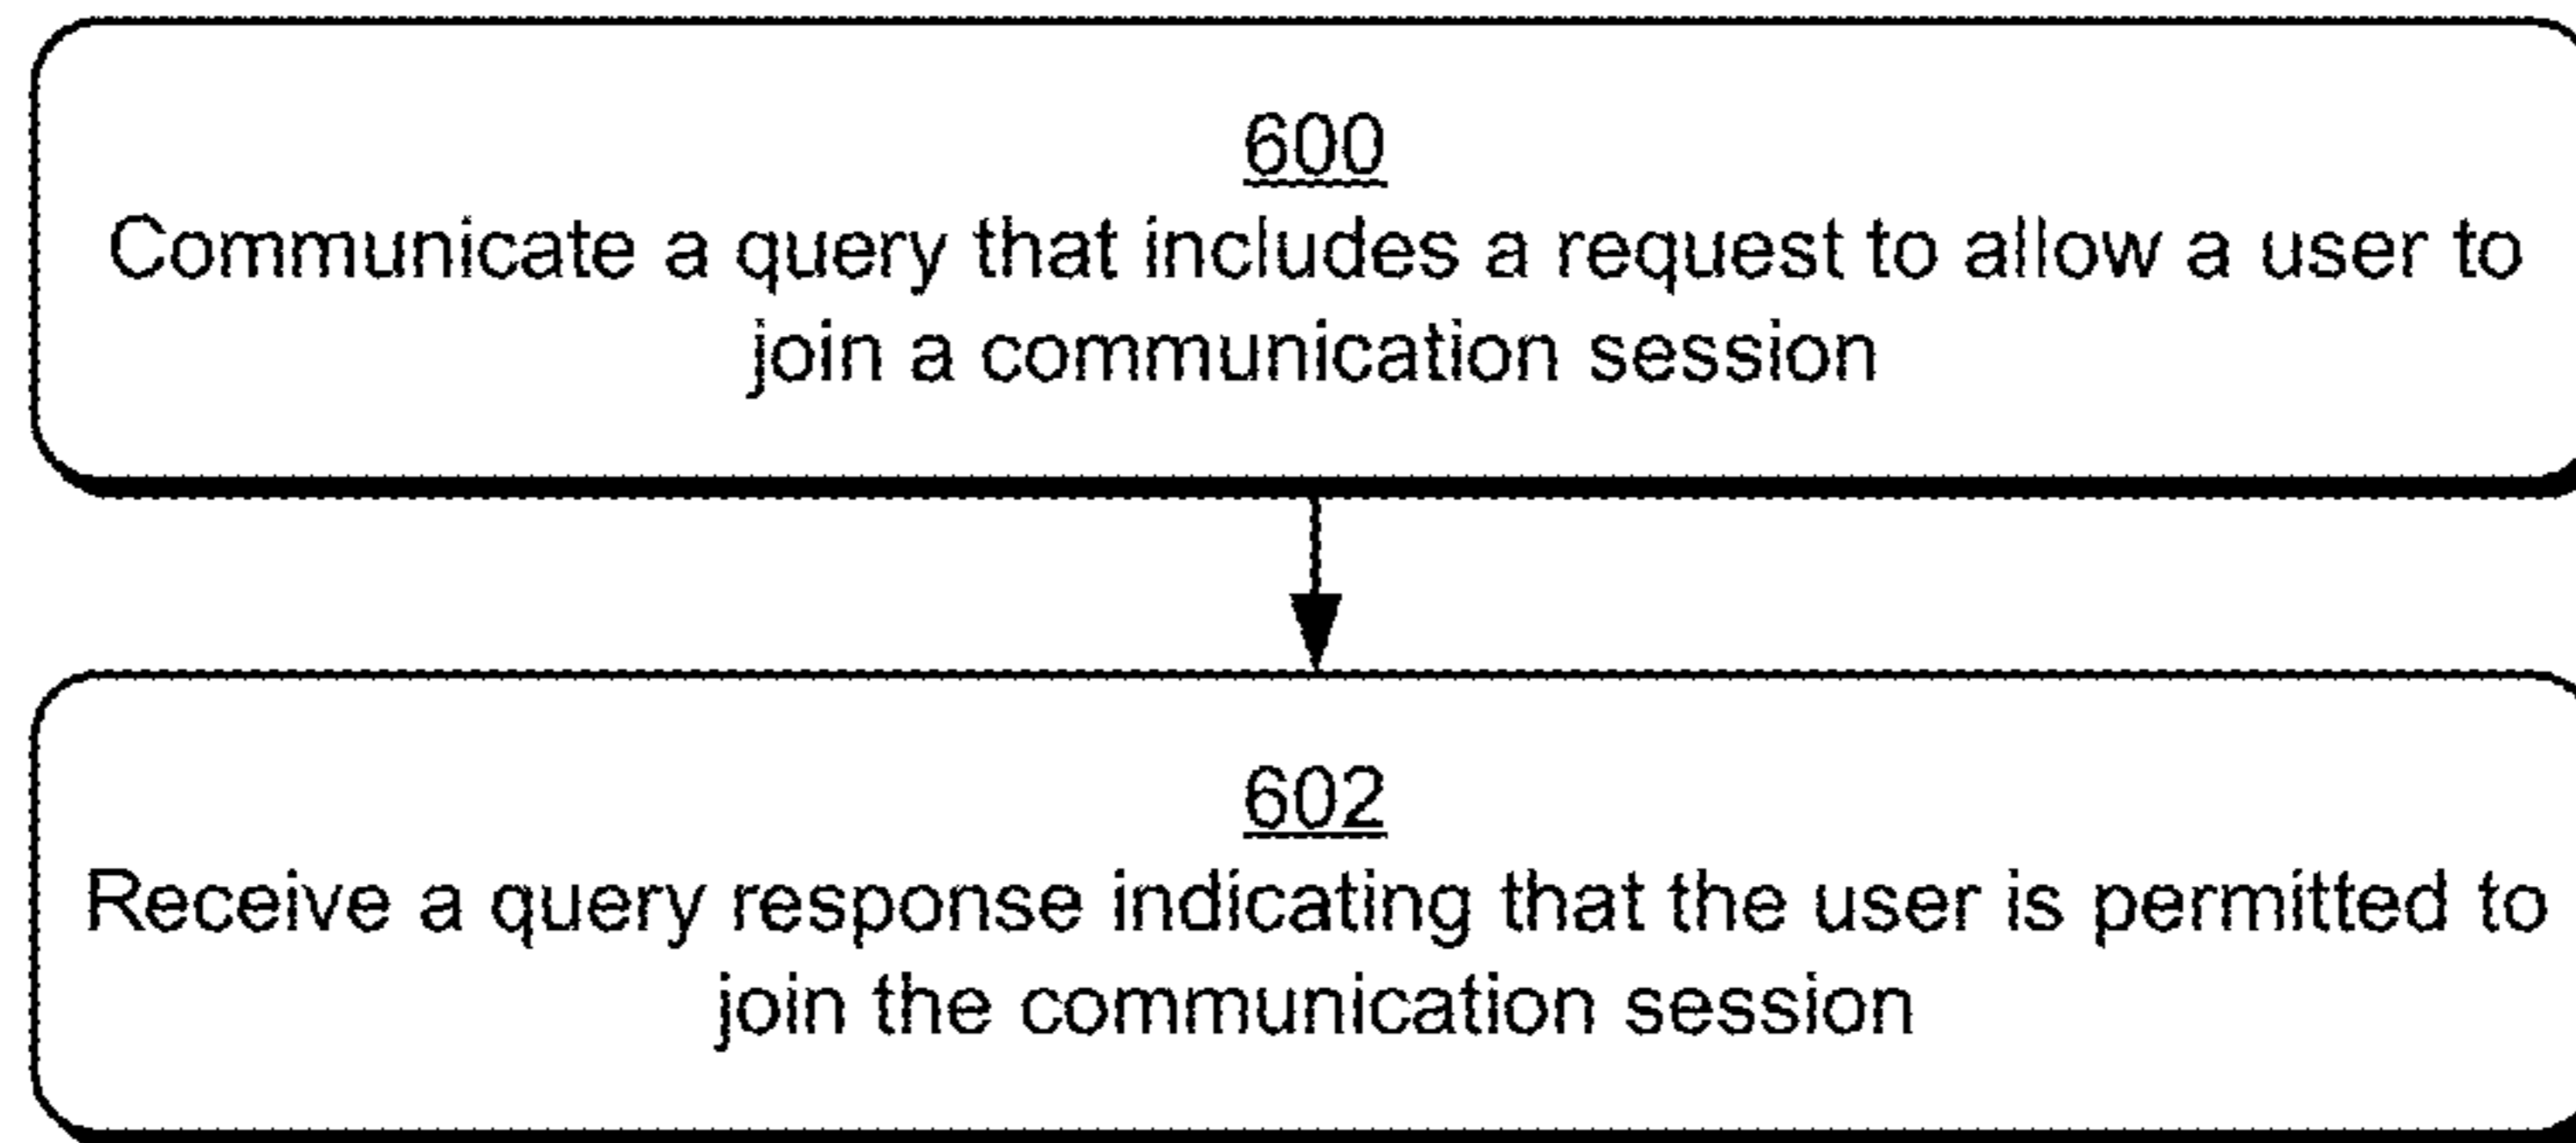 600
Communicate a query that includes a request to allow a user to
join a communication session
602
Receive a query response indicating that the user is permitted to
join the communication session